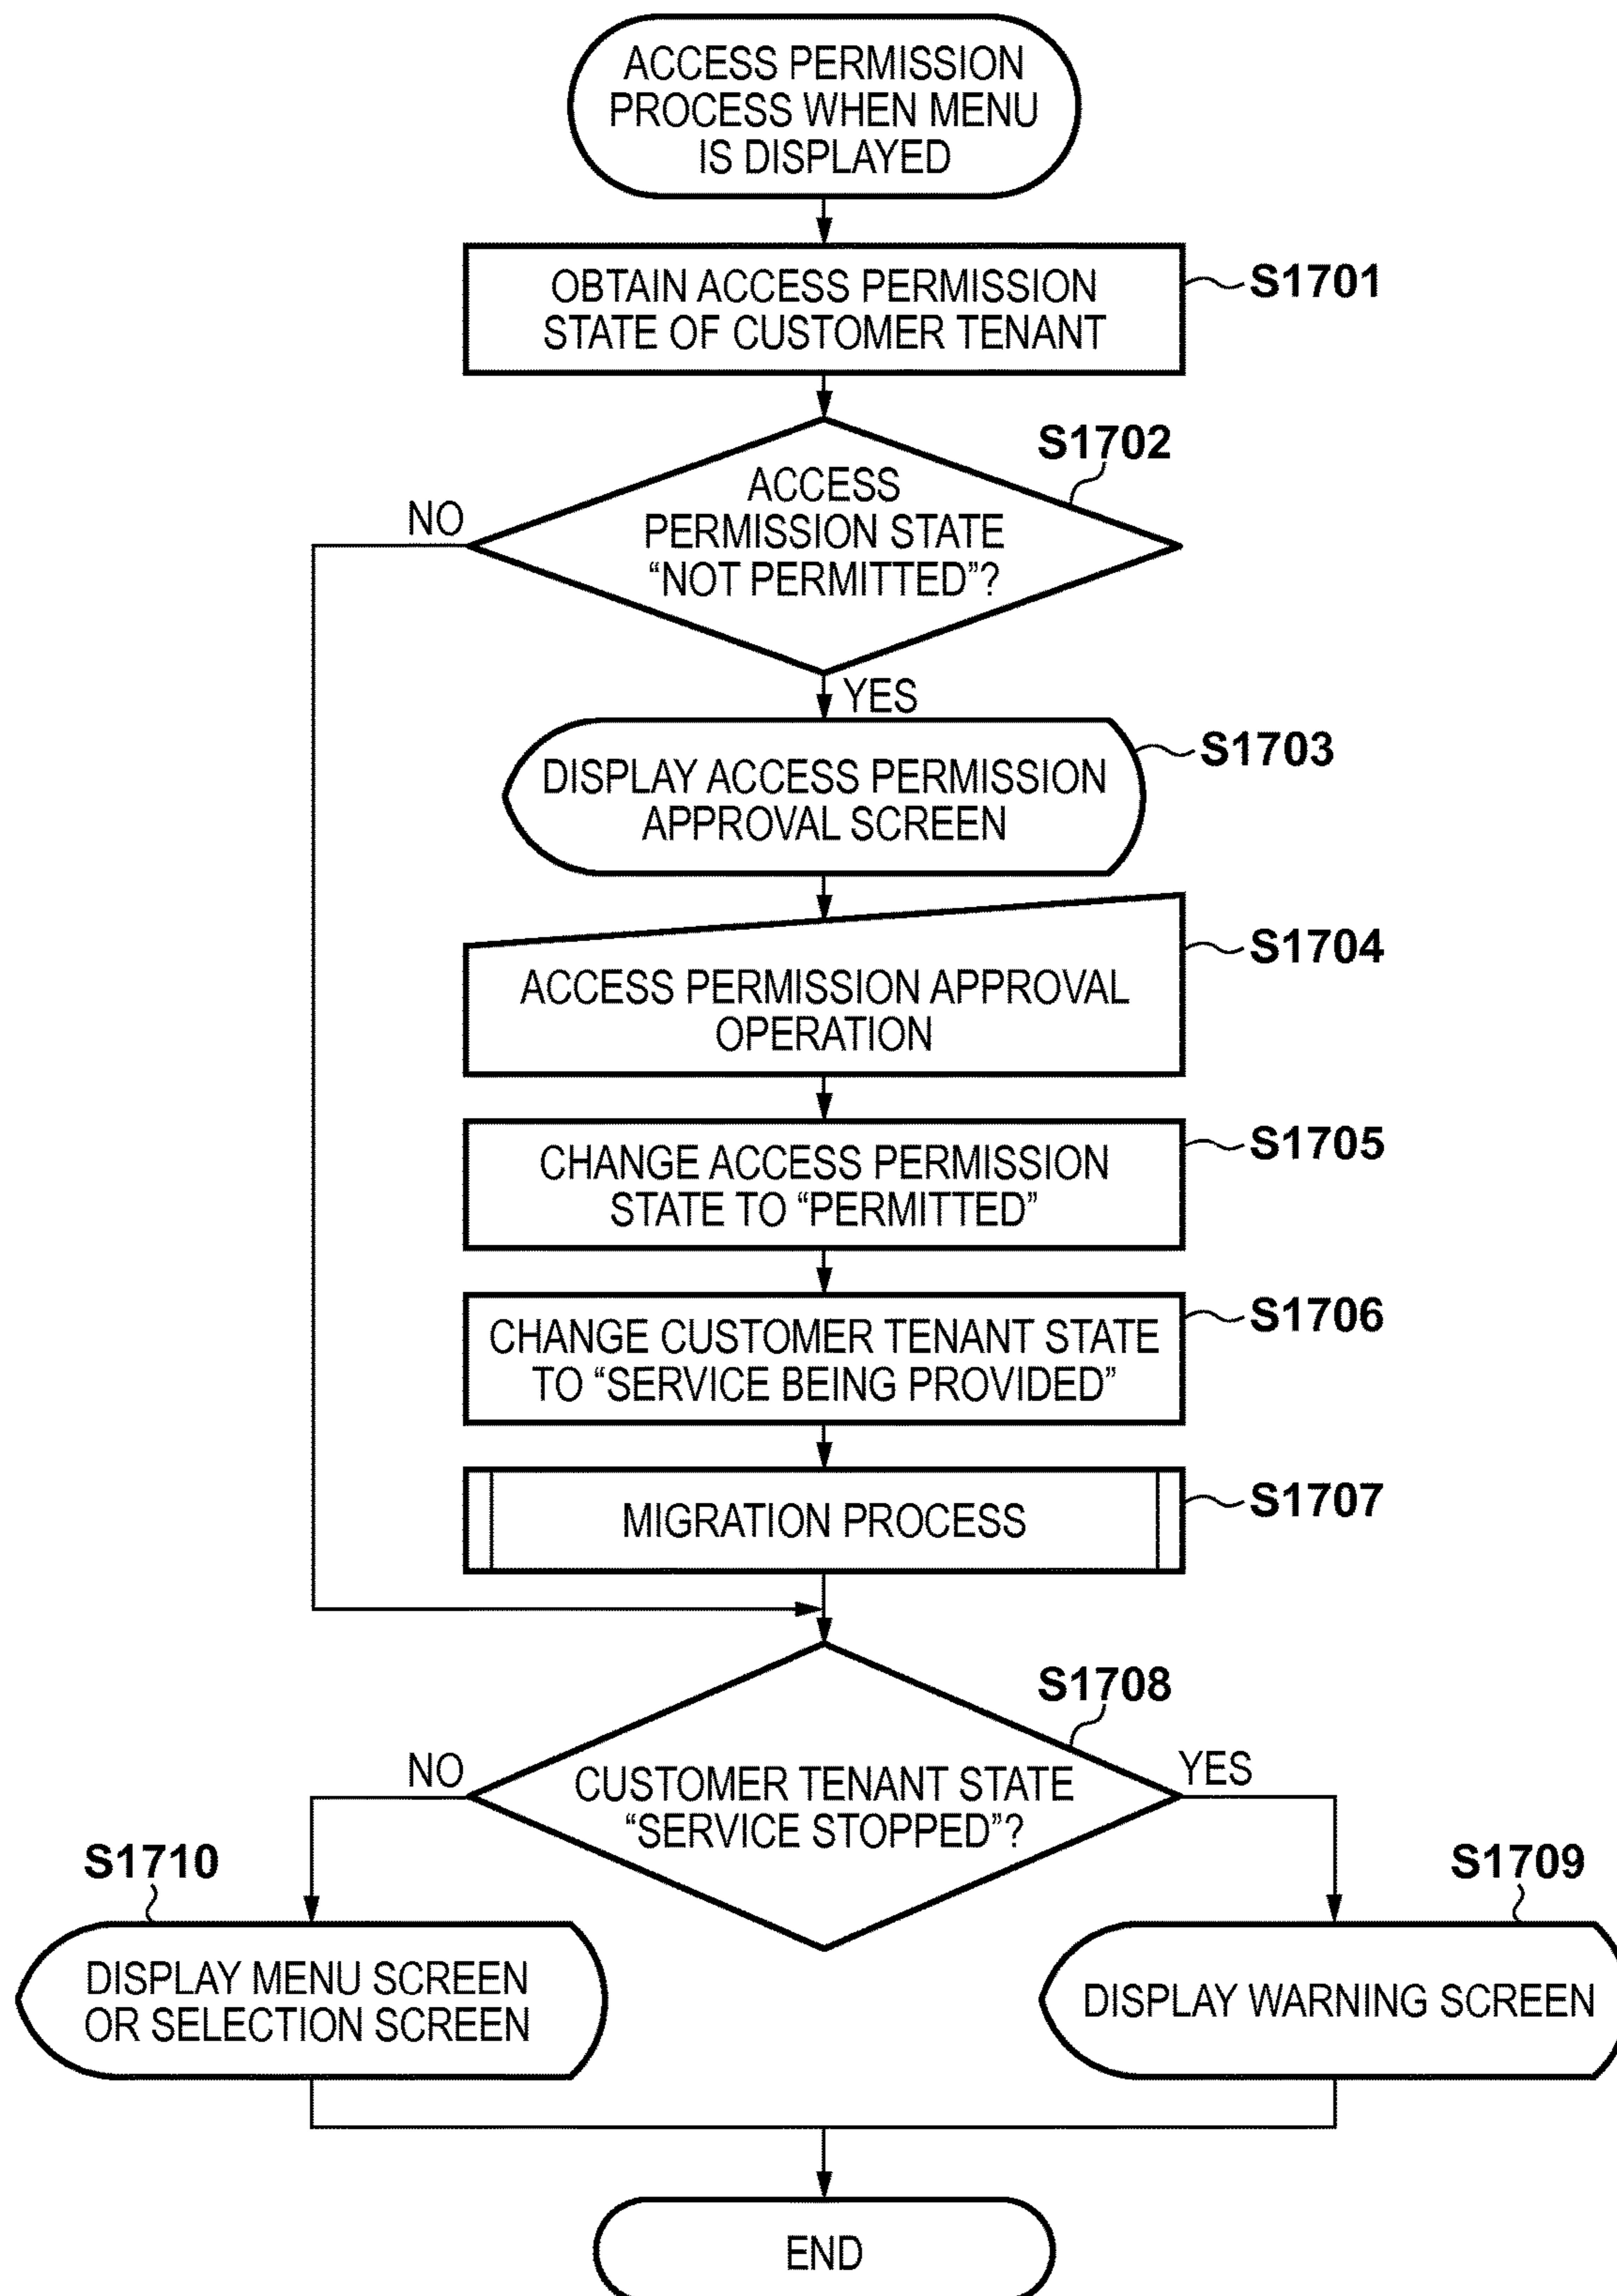 ACCESS PERMISSION
PROCESS WHEN MENU
IS DISPLAYED
OBTAIN ACCESS PERMISSION
STATE OF CUSTOMER TENANT
S1701
S1702
ACCESS
PERMISSION STATE
“NOT PERMITTED”?
NO
YES
DISPLAY ACCESS PERMISSION
APPROVAL SCREEN
S1703
ACCESS PERMISSION APPROVAL
OPERATION
S1704
CHANGE ACCESS PERMISSION
STATE TO “PERMITTED”
S1705
CHANGE CUSTOMER TENANT STATE
TO “SERVICE BEING PROVIDED”
S1706
MIGRATION PROCESS
S1707
S1708
CUSTOMER TENANT STATE
“SERVICE STOPPED”?
NO
YES
S1710
DISPLAY MENU SCREEN
OR SELECTION SCREEN
S1709
DISPLAY WARNING SCREEN
END